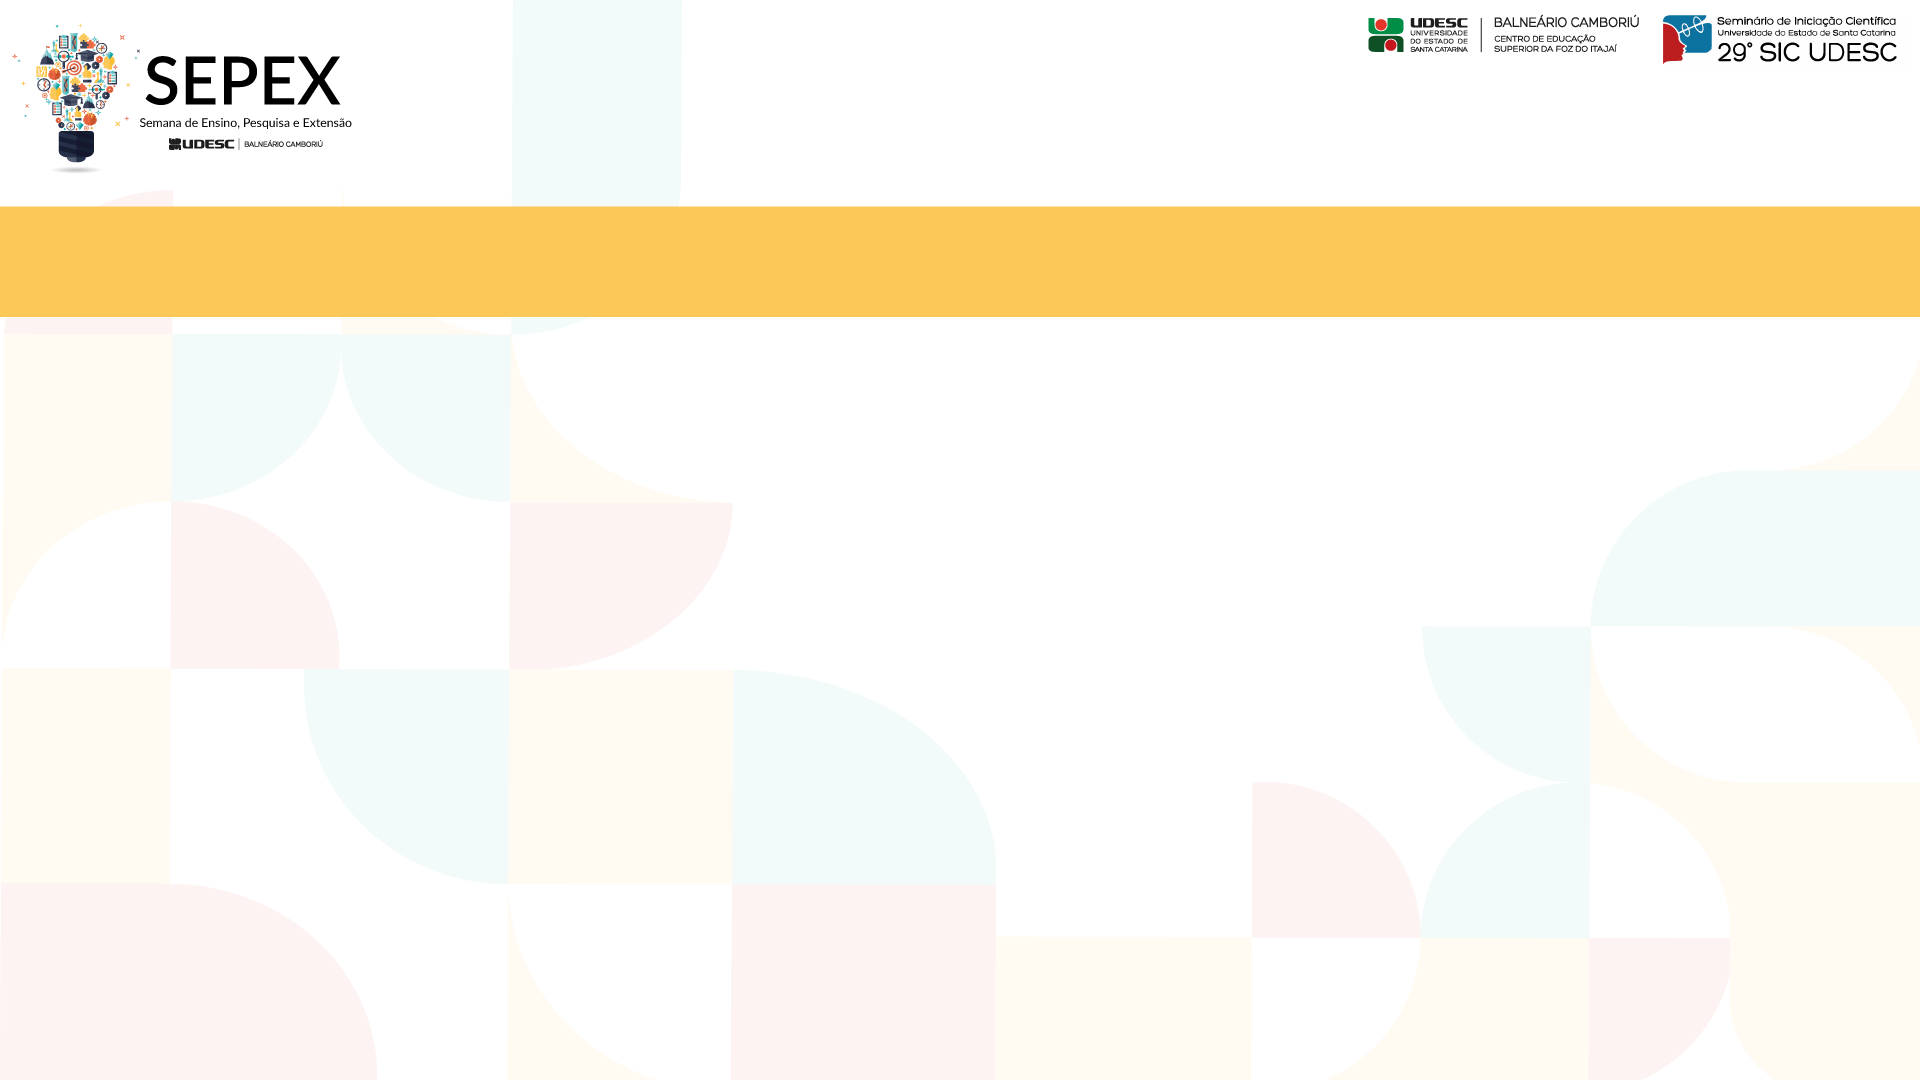 SEPEX
Semana de Ensino, Pesquisa e Extensão
UDESC | BALNEÁRIO CAMBORIÚ
UDESC
UNIVERSIDADE
DO ESTADO DE
SANTA CATARINA
BALNEÁRIO CAMBORIÚ
CENTRO DE EDUCAÇÃO
SUPERIOR DA FOZ DO ITAJAÍ
Seminário de Iniciação Científica
Universidade do Estado de Santa Catarina
29° SIC UDESC